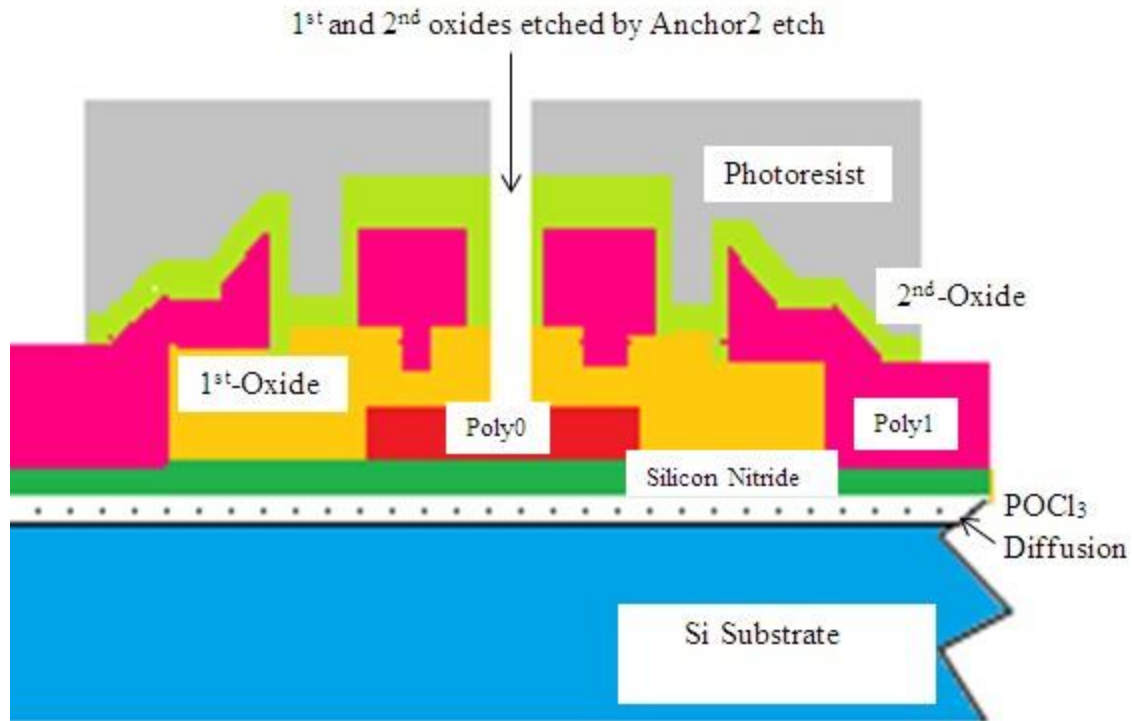 1st and 2nd oxides etched by Anchor2 etch
Photoresist
2nd-Oxide
1st-Oxide
Poly0
Poly1
Silicon Nitride
POCl3
Diffusion
Si Substrate